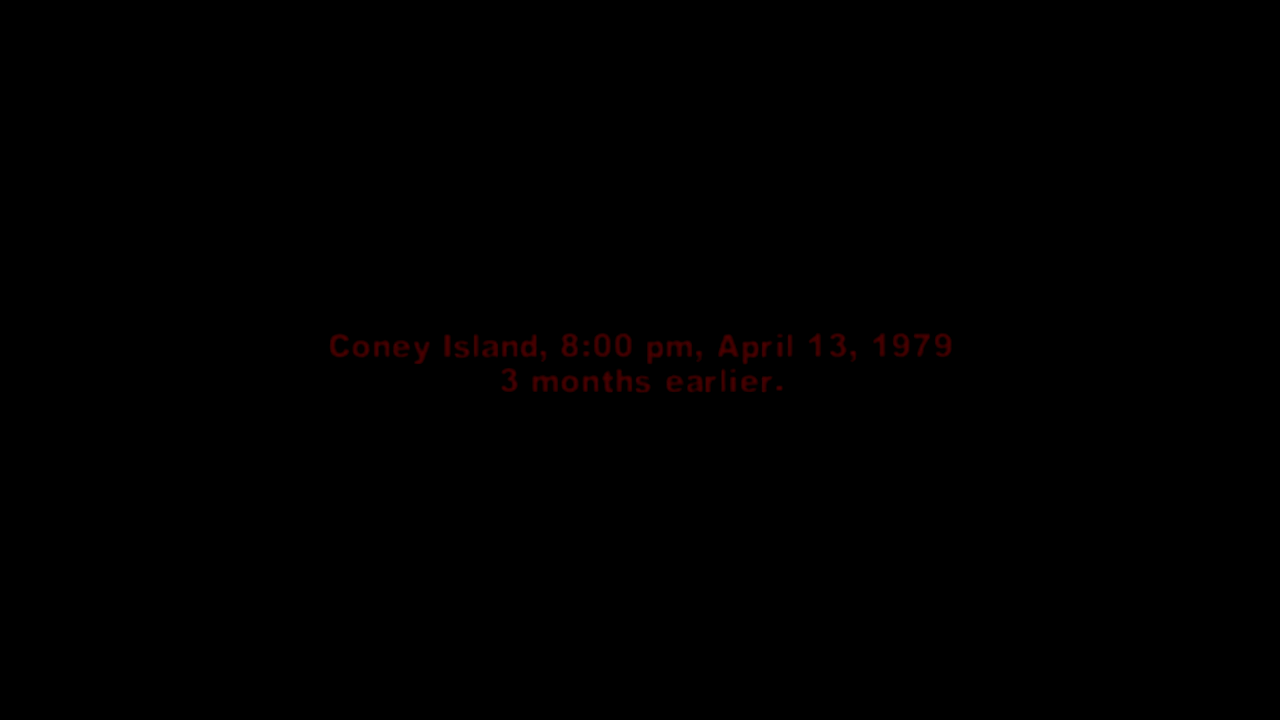 Coney Island, 8:00 pm, April 13, 1979
3 months earlier.